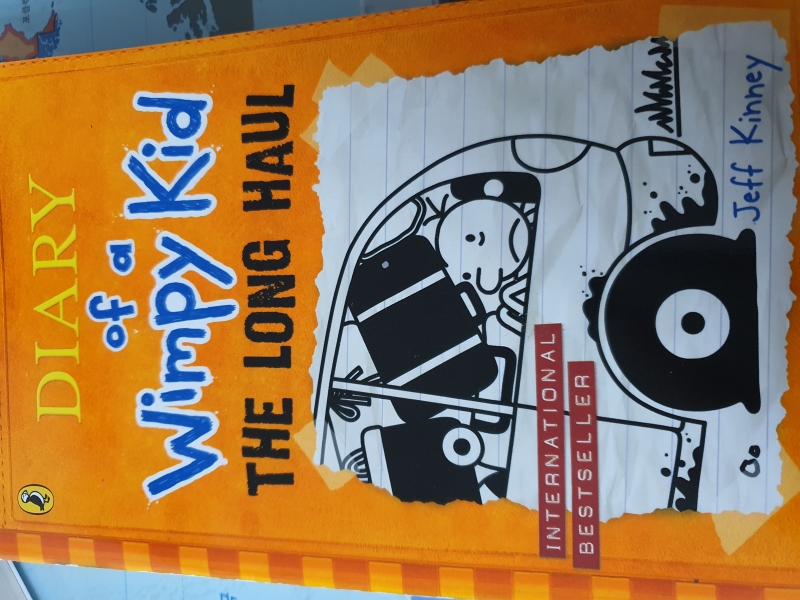 DIARY
of a
Wimpy Kid
THE LONG HAUL
INTERNATIONAL
BESTSELLER
Jeff Kinney